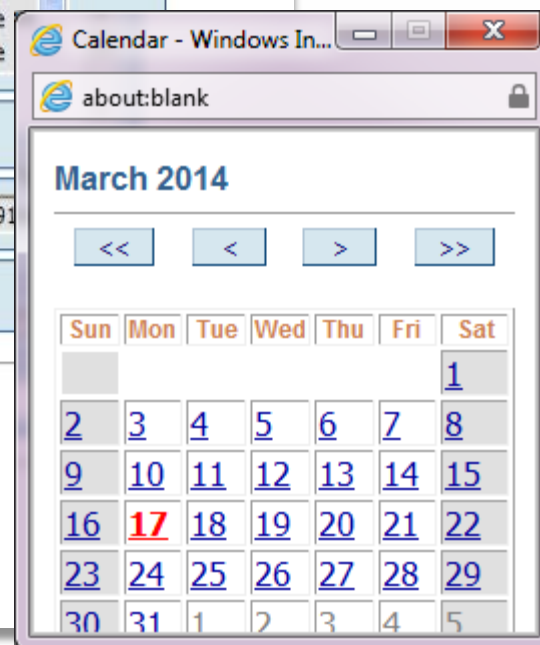 e
e
91
Calendar - Windows In...
about:blank
March 2014
<< < > >>
Sun Mon Tue Wed Thu Fri Sat
1
2 3 4 5 6 7 8
9 10 11 12 13 14 15
16 17 18 19 20 21 22
23 24 25 26 27 28 29
30 31 1 2 3 4 5